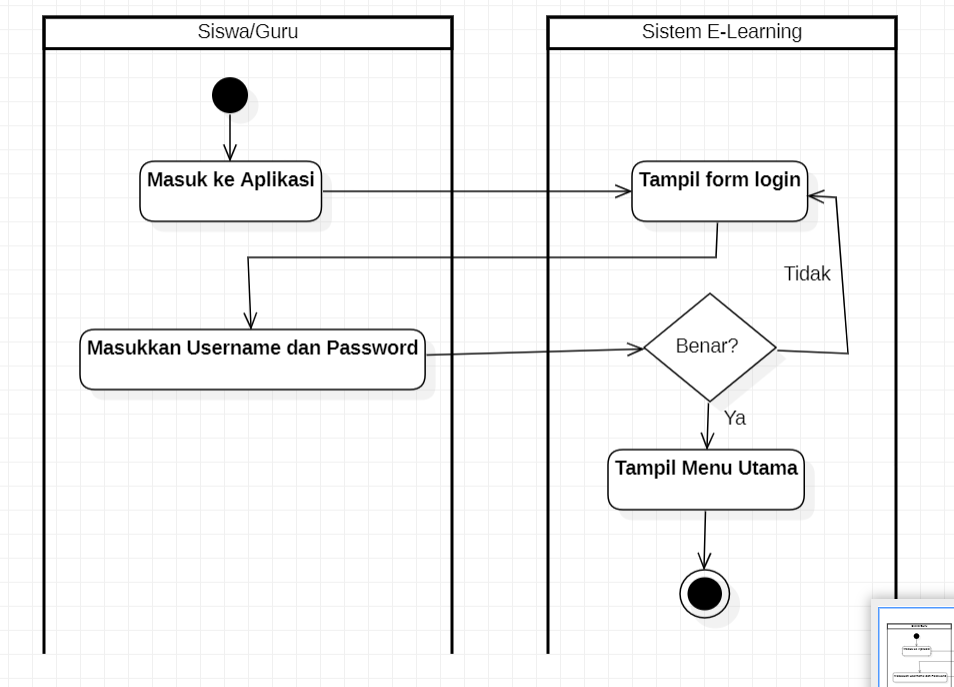 Siswa/Guru
Sistem E-Learning
Masuk ke Aplikasi
Tampil form login
Tidak
Masukkan Username dan Password
Benar?
Ya
Tampil Menu Utama